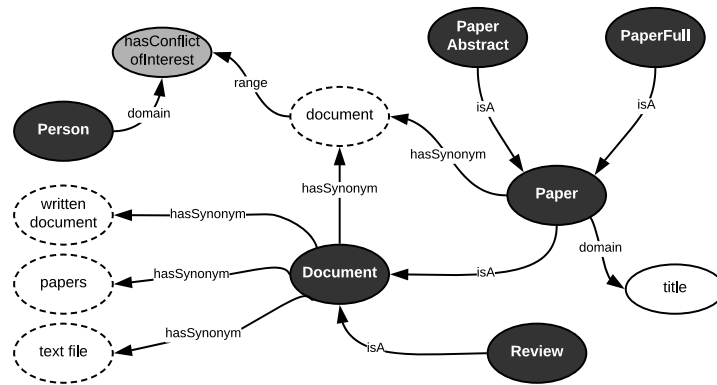 hasConflict
ofInterest
Paper
Abstract
PaperFull
range
isA
isA
domain
document
Person
hasSynonym
hasSynonym
Paper
written
document
hasSynonym
domain
papers
hasSynonym
Document
isA
title
text file
hasSynonym
isA
Review